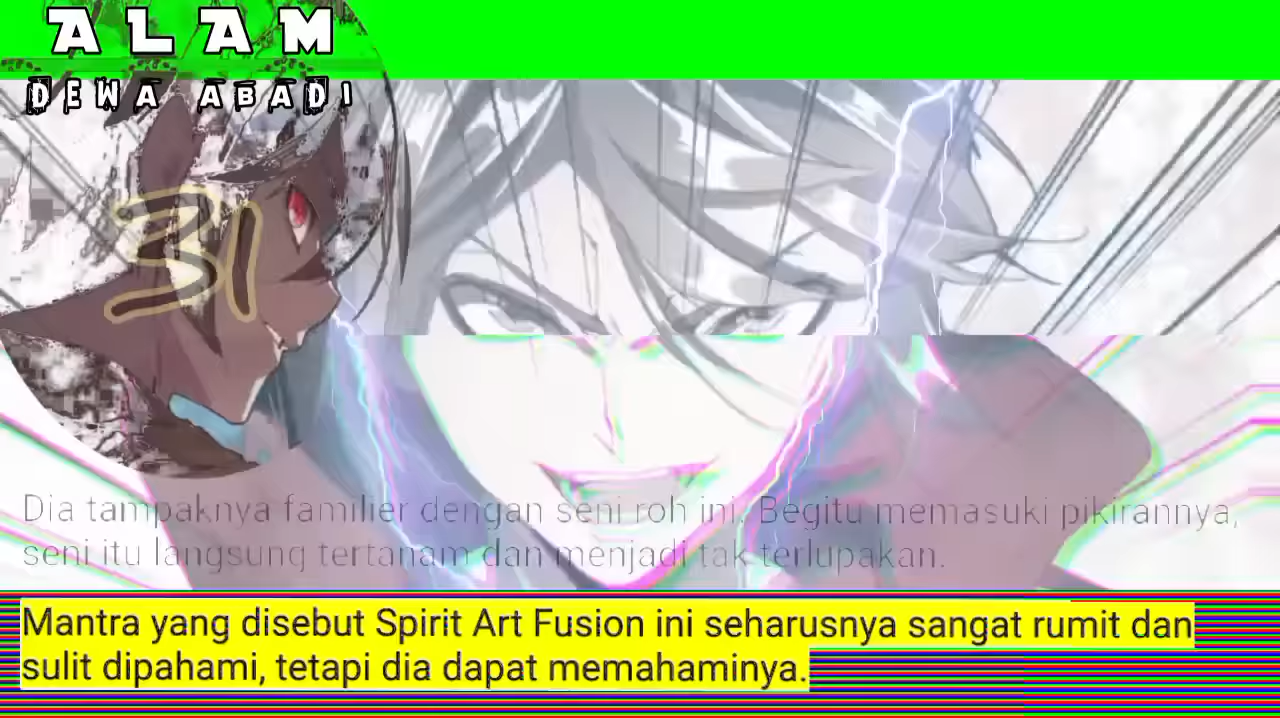 ALAM
DEWA ABADI
31
Dia tampaknya familier dengan seni roh ini. Begitu memasuki pikirannya,
seni itu langsung tertanam dan menjadi tak terlupakan.
Mantra yang disebut Spirit Art Fusion ini seharusnya sangat rumit dan
sulit dipahami, tetapi dia dapat memahaminya.